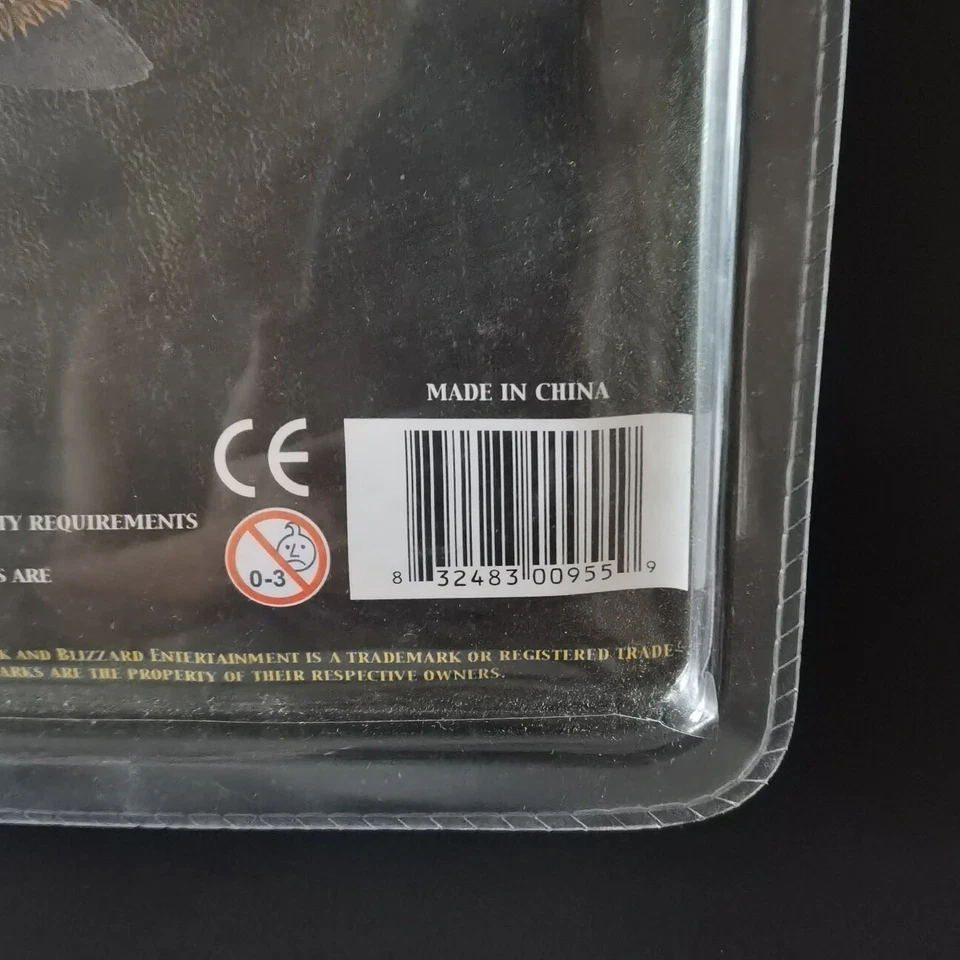 MADE IN CHINA
CE
TY REQUIREMENTS
0-3
8 32483 00955 9
S ARE
K AND BLIZZARD ENTERTAINMENT IS A TRADEMARK OR REGISTERED TRADE-
ARKS ARE THE PROPERTY OF THEIR RESPECTIVE OWNERS.